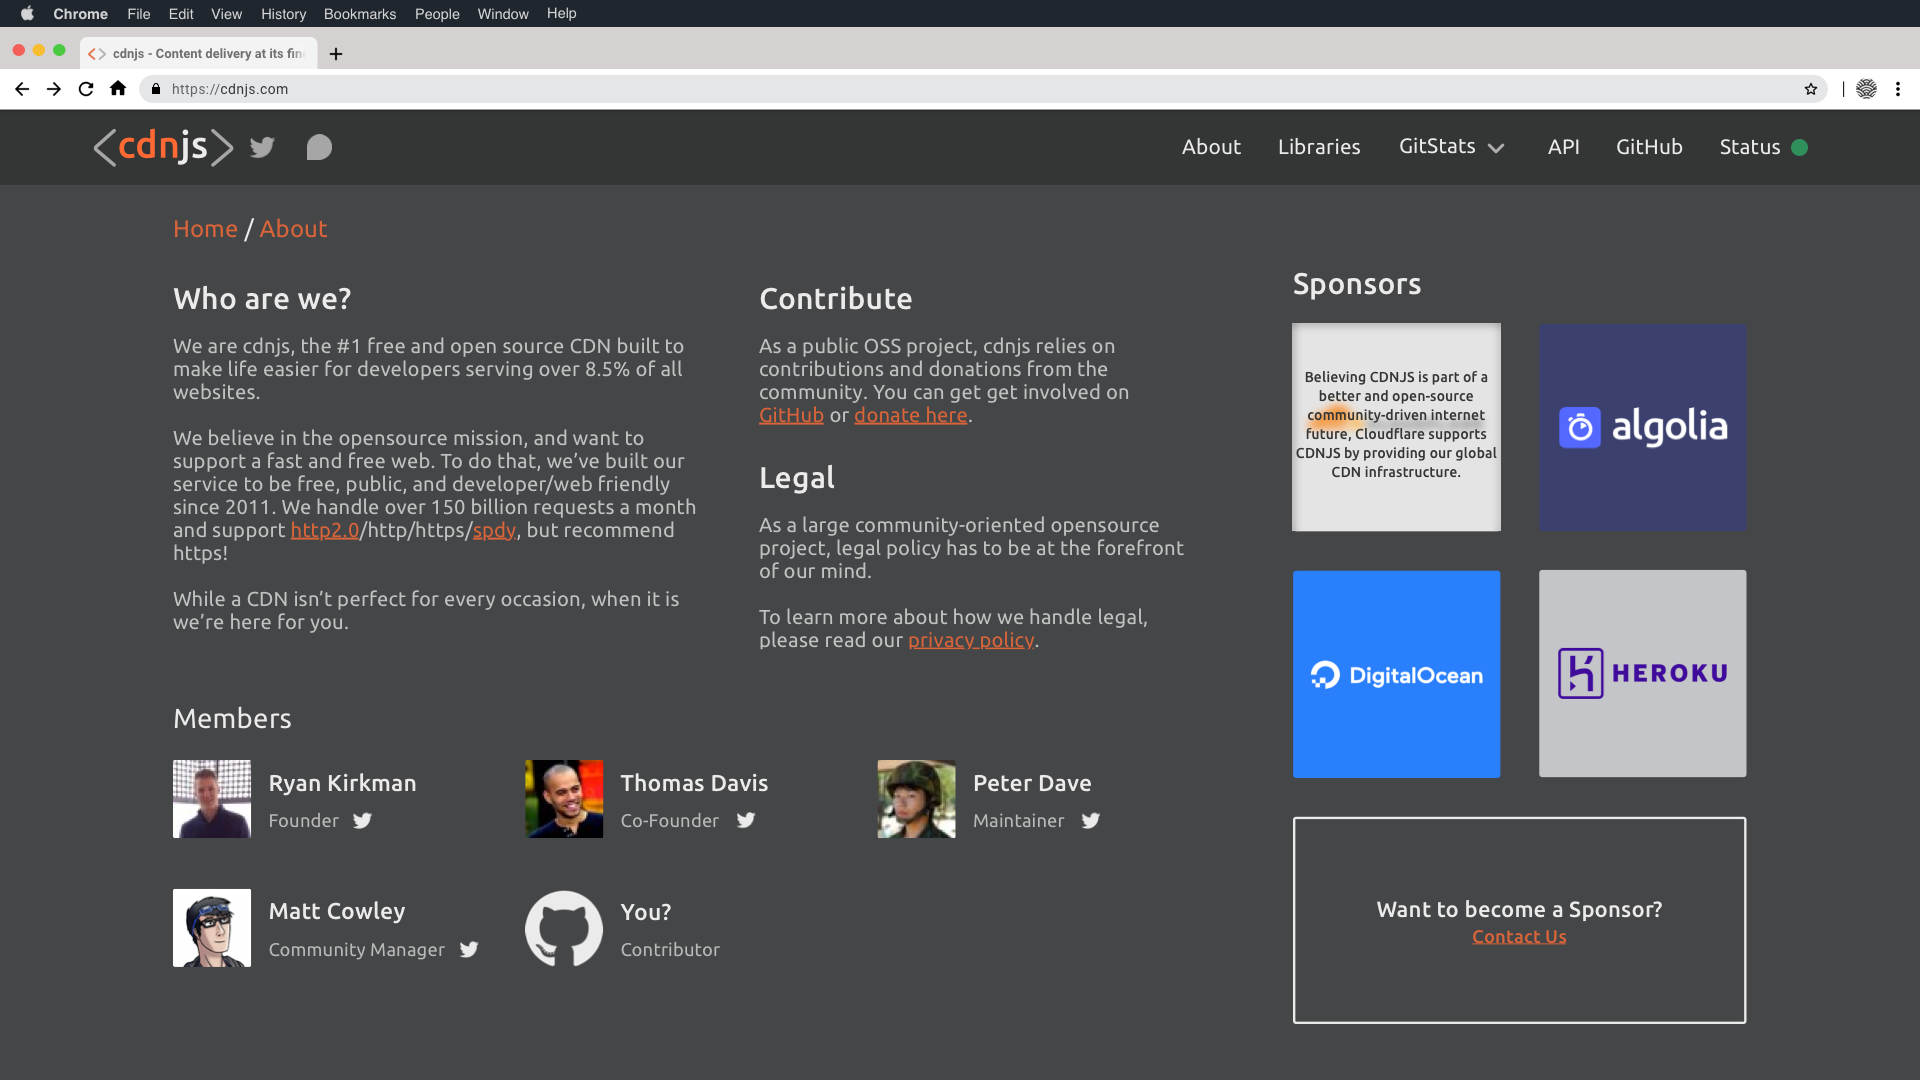 Chrome File Edit View History Bookmarks People Window Help
cdnjs - Content delivery at its fin
https://cdnjs.com
<cdnjs>
About Libraries GitStats API GitHub Status
Home / About
Who are we?
We are cdnjs, the #1 free and open source CDN built to
make life easier for developers serving over 8.5% of all
websites.
We believe in the opensource mission, and want to
support a fast and free web. To do that, we’ve built our
service to be free, public, and developer/web friendly
since 2011. We handle over 150 billion requests a month
and support http2.0/http/https/spdy, but recommend
https!
While a CDN isn’t perfect for every occasion, when it is
we’re here for you.
Contribute
As a public OSS project, cdnjs relies on
contributions and donations from the
community. You can get get involved on
GitHub or donate here.
Legal
As a large community-oriented opensource
project, legal policy has to be at the forefront
of our mind.
To learn more about how we handle legal,
please read our privacy policy.
Members
Ryan Kirkman
Founder
Thomas Davis
Co-Founder
Peter Dave
Maintainer
Matt Cowley
Community Manager
You?
Contributor
Sponsors
Believing CDNJS is part of a
better and open-source
community-driven internet
future, Cloudflare supports
CDNJS by providing our global
CDN infrastructure.
algolia
DigitalOcean
HEROKU
Want to become a Sponsor?
Contact Us